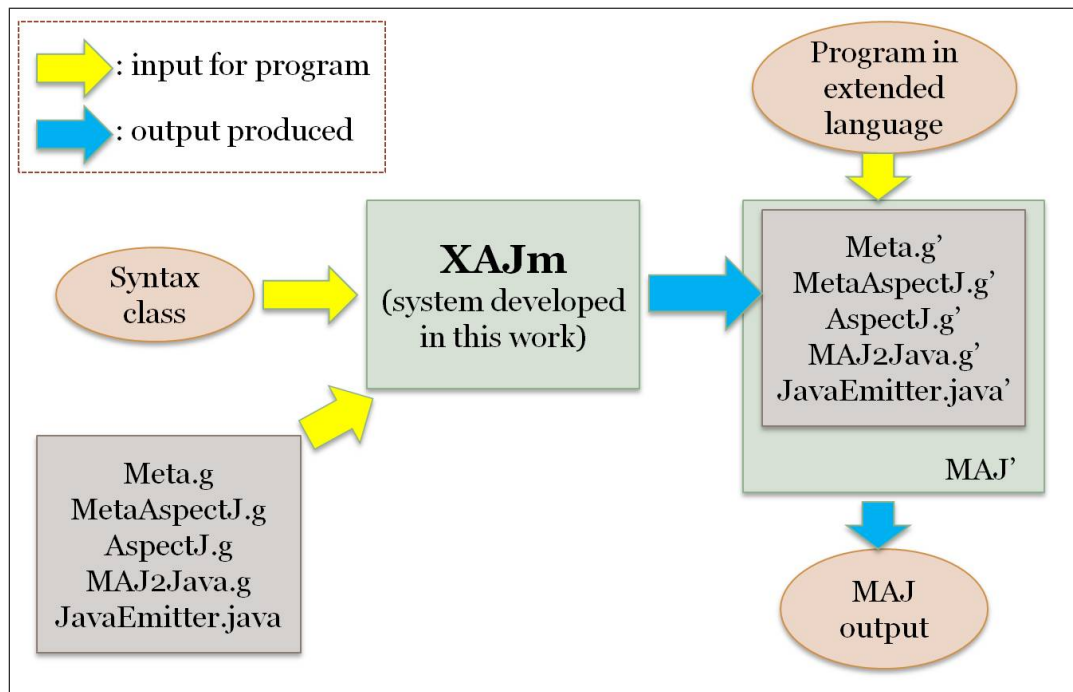 : input for program
: output produced
Program in
extended
language
Syntax
class
XAJm
(system developed
in this work)
Meta.g’
MetaAspectJ.g’
AspectJ.g’
MAJ2Java.g’
JavaEmitter.java’
MAJ’
Meta.g
MetaAspectJ.g
AspectJ.g
MAJ2Java.g
JavaEmitter.java
MAJ
output